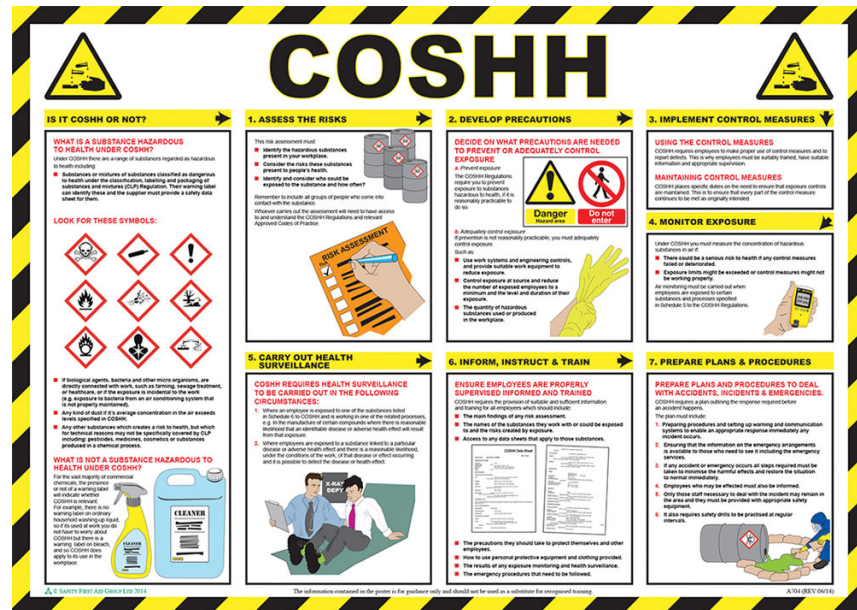 COSHH
IS IT COSHH OR NOT?
WHAT IS A SUBSTANCE HAZARDOUS
TO HEALTH UNDER COSHH?
Under COSHH there are a range of substances regarded as hazardous
to health including:
Substances or mixtures of substances classified as dangerous
to health under the classification, labelling and packaging
of substances and mixtures (CLP) Regulation. Their warning label
can identify these and the supplier must provide a safety data
sheet for them.
LOOK FOR THESE SYMBOLS:
If biological agents, bacteria and other micro organisms, are
directly connected with work, such as farming, sewage treatment,
or healthcare, or if the exposure is incidental to the work
(e.g. exposure to bacteria from an air conditioning system that
is not properly maintained).
Any kind of dust if it's average concentration in the air exceeds
levels specified in COSHH.
Any other substance which creates a risk to health, but which
for technical reasons may not be specifically covered by CLP
including: pesticides, medicines, cosmetics or substances
produced in a chemical process.
WHAT IS NOT A SUBSTANCE HAZARDOUS TO
HEALTH UNDER COSHH?
For the vast majority of commercial
chemicals, the presence
or not of a warning label
will indicate whether
COSHH is relevant.
For example, there is no
warning label on ordinary
household washing-up liquid,
so if its used at work you do
not have to worry about
COSHH but there is a
warning label on bleach,
and so COSHH does
apply to its use in the
workplace.
CLEANER
CLEANER
1. ASSESS THE RISKS
This risk assessment must:
Identify the hazardous substances
present in your workplace.
Consider the risks these substances
present to people's health.
Identify and consider who could be
exposed to the substance and how often?
Remember to include all groups of people who come into
contact with the substance.
Whoever carries out the assessment will need to have access
to and understand the COSHH Regulations and relevant
Approved Codes of Practice.
RISK ASSESSMENT
Risk
2. DEVELOP PRECAUTIONS
DECIDE ON WHAT PRECAUTIONS ARE NEEDED
TO PREVENT OR ADEQUATELY CONTROL
EXPOSURE
a. Prevent exposure
The COSHH Regulations
require you to prevent
exposure to substances
hazardous to health, if it is
reasonably practicable to
do so.
Danger
Hazard area
Do not
enter
b. Adequately control exposure
If prevention is not reasonably practicable, you must adequately
control exposure.
Such as:
Use work systems and engineering controls,
and provide suitable work equipment to
reduce exposure.
Control exposure at source and reduce
the number of exposed employees to a
minimum and the level and duration of their
exposure.
The quantity of hazardous
substances used or produced
in the workplace.
3. IMPLEMENT CONTROL MEASURES
USING THE CONTROL MEASURES
COSHH requires employees to make proper use of control measures and to
report defects. This is why employees must be suitably trained, have suitable
information and appropriate supervision.
MAINTAINING CONTROL MEASURES
COSHH places specific duties on the need to ensure that exposure controls
are maintained. This is to ensure that every part of the control measure
continues to be met as originally intended.
4. MONITOR EXPOSURE
Under COSHH you must measure the concentration of hazardous
substances in air if:
There could be a serious risk to health if any control measures
failed or deteriorated.
Exposure limits might be exceeded or control measures might not
be working properly.
Air monitoring must be carried out when
employees are exposed to certain
substances and processes specified
in Schedule 5 to the COSHH Regulations.
5. CARRY OUT HEALTH
SURVEILLANCE
COSHH REQUIRES HEALTH SURVEILLANCE
TO BE CARRIED OUT IN THE FOLLOWING
CIRCUMSTANCES:
1. Where an employee is exposed to one of the substances listed
in Schedule 6 to COSHH and is working in one of the related processes,
e.g. in the manufacture of certain compounds where there is reasonable
likelihood that an identifiable disease or adverse health effect will result
from that exposure.
2. Where employees are exposed to a substance linked to a particular
disease or adverse health effect and there is a reasonable likelihood,
under the conditions of the work, of that disease or effect occurring
and it is possible to detect the disease or health effect.
X-RAY
DEPT
6. INFORM, INSTRUCT & TRAIN
ENSURE EMPLOYEES ARE PROPERLY
SUPERVISED INFORMED AND TRAINED
COSHH requires the provision of suitable and sufficient information
and training for all employees which should include:
The main findings of any risk assessment.
The names of the substances they work with or could be exposed
to and the risks created by exposure.
Access to any data sheets that apply to those substances.
COSHH Data Sheet
The precautions they should take to protect themselves and other
employees.
How to use personal protective equipment and clothing provided.
The results of any exposure monitoring and health surveillance.
The emergency procedures that need to be followed.
7. PREPARE PLANS & PROCEDURES
PREPARE PLANS AND PROCEDURES TO DEAL
WITH ACCIDENTS, INCIDENTS & EMERGENCIES.
COSHH requires a plan outlining the response required before
an accident happens.
The plan must include:
1. Preparing procedures and setting up warning and communication
systems to enable an appropriate response immediately any
incident occurs.
2. Ensuring that the information on the emergency arrangements
is available to those who need to see it including the emergency
services.
3. If any accident or emergency occurs all steps required must be
taken to minimise the harmful effects and restore the situation
to normal immediately.
4. Employees who may be effected must also be informed.
5. Only those staff necessary to deal with the incident may remain in
the area and they must be provided with appropriate safety
equipment.
6. It also requires safety drills to be practised at regular
intervals.
© SAFETY FIRST AID GROUP LTD 2014
The information contained in the poster is for guidance only and should not be used as a substitute for recognised training.
A704 (REV 06/14)